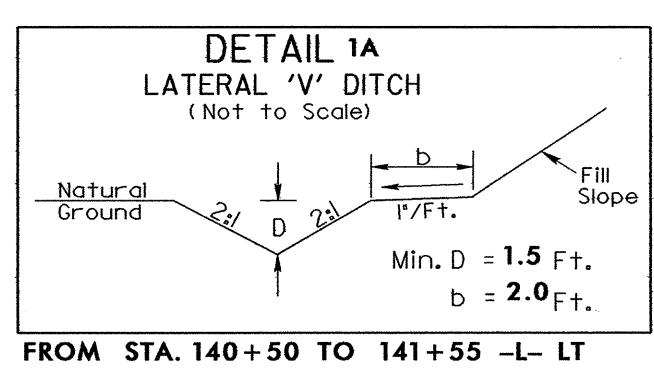 DETAIL 1A
LATERAL 'V' DITCH
(Not to Scale)
b
Natural
Ground
2:1
D
2:1
1"/Ft.
Fill
Slope
Min. D = 1.5 Ft.
b = 2.0 Ft.
FROM STA. 140+50 TO 141+55 -L- LT